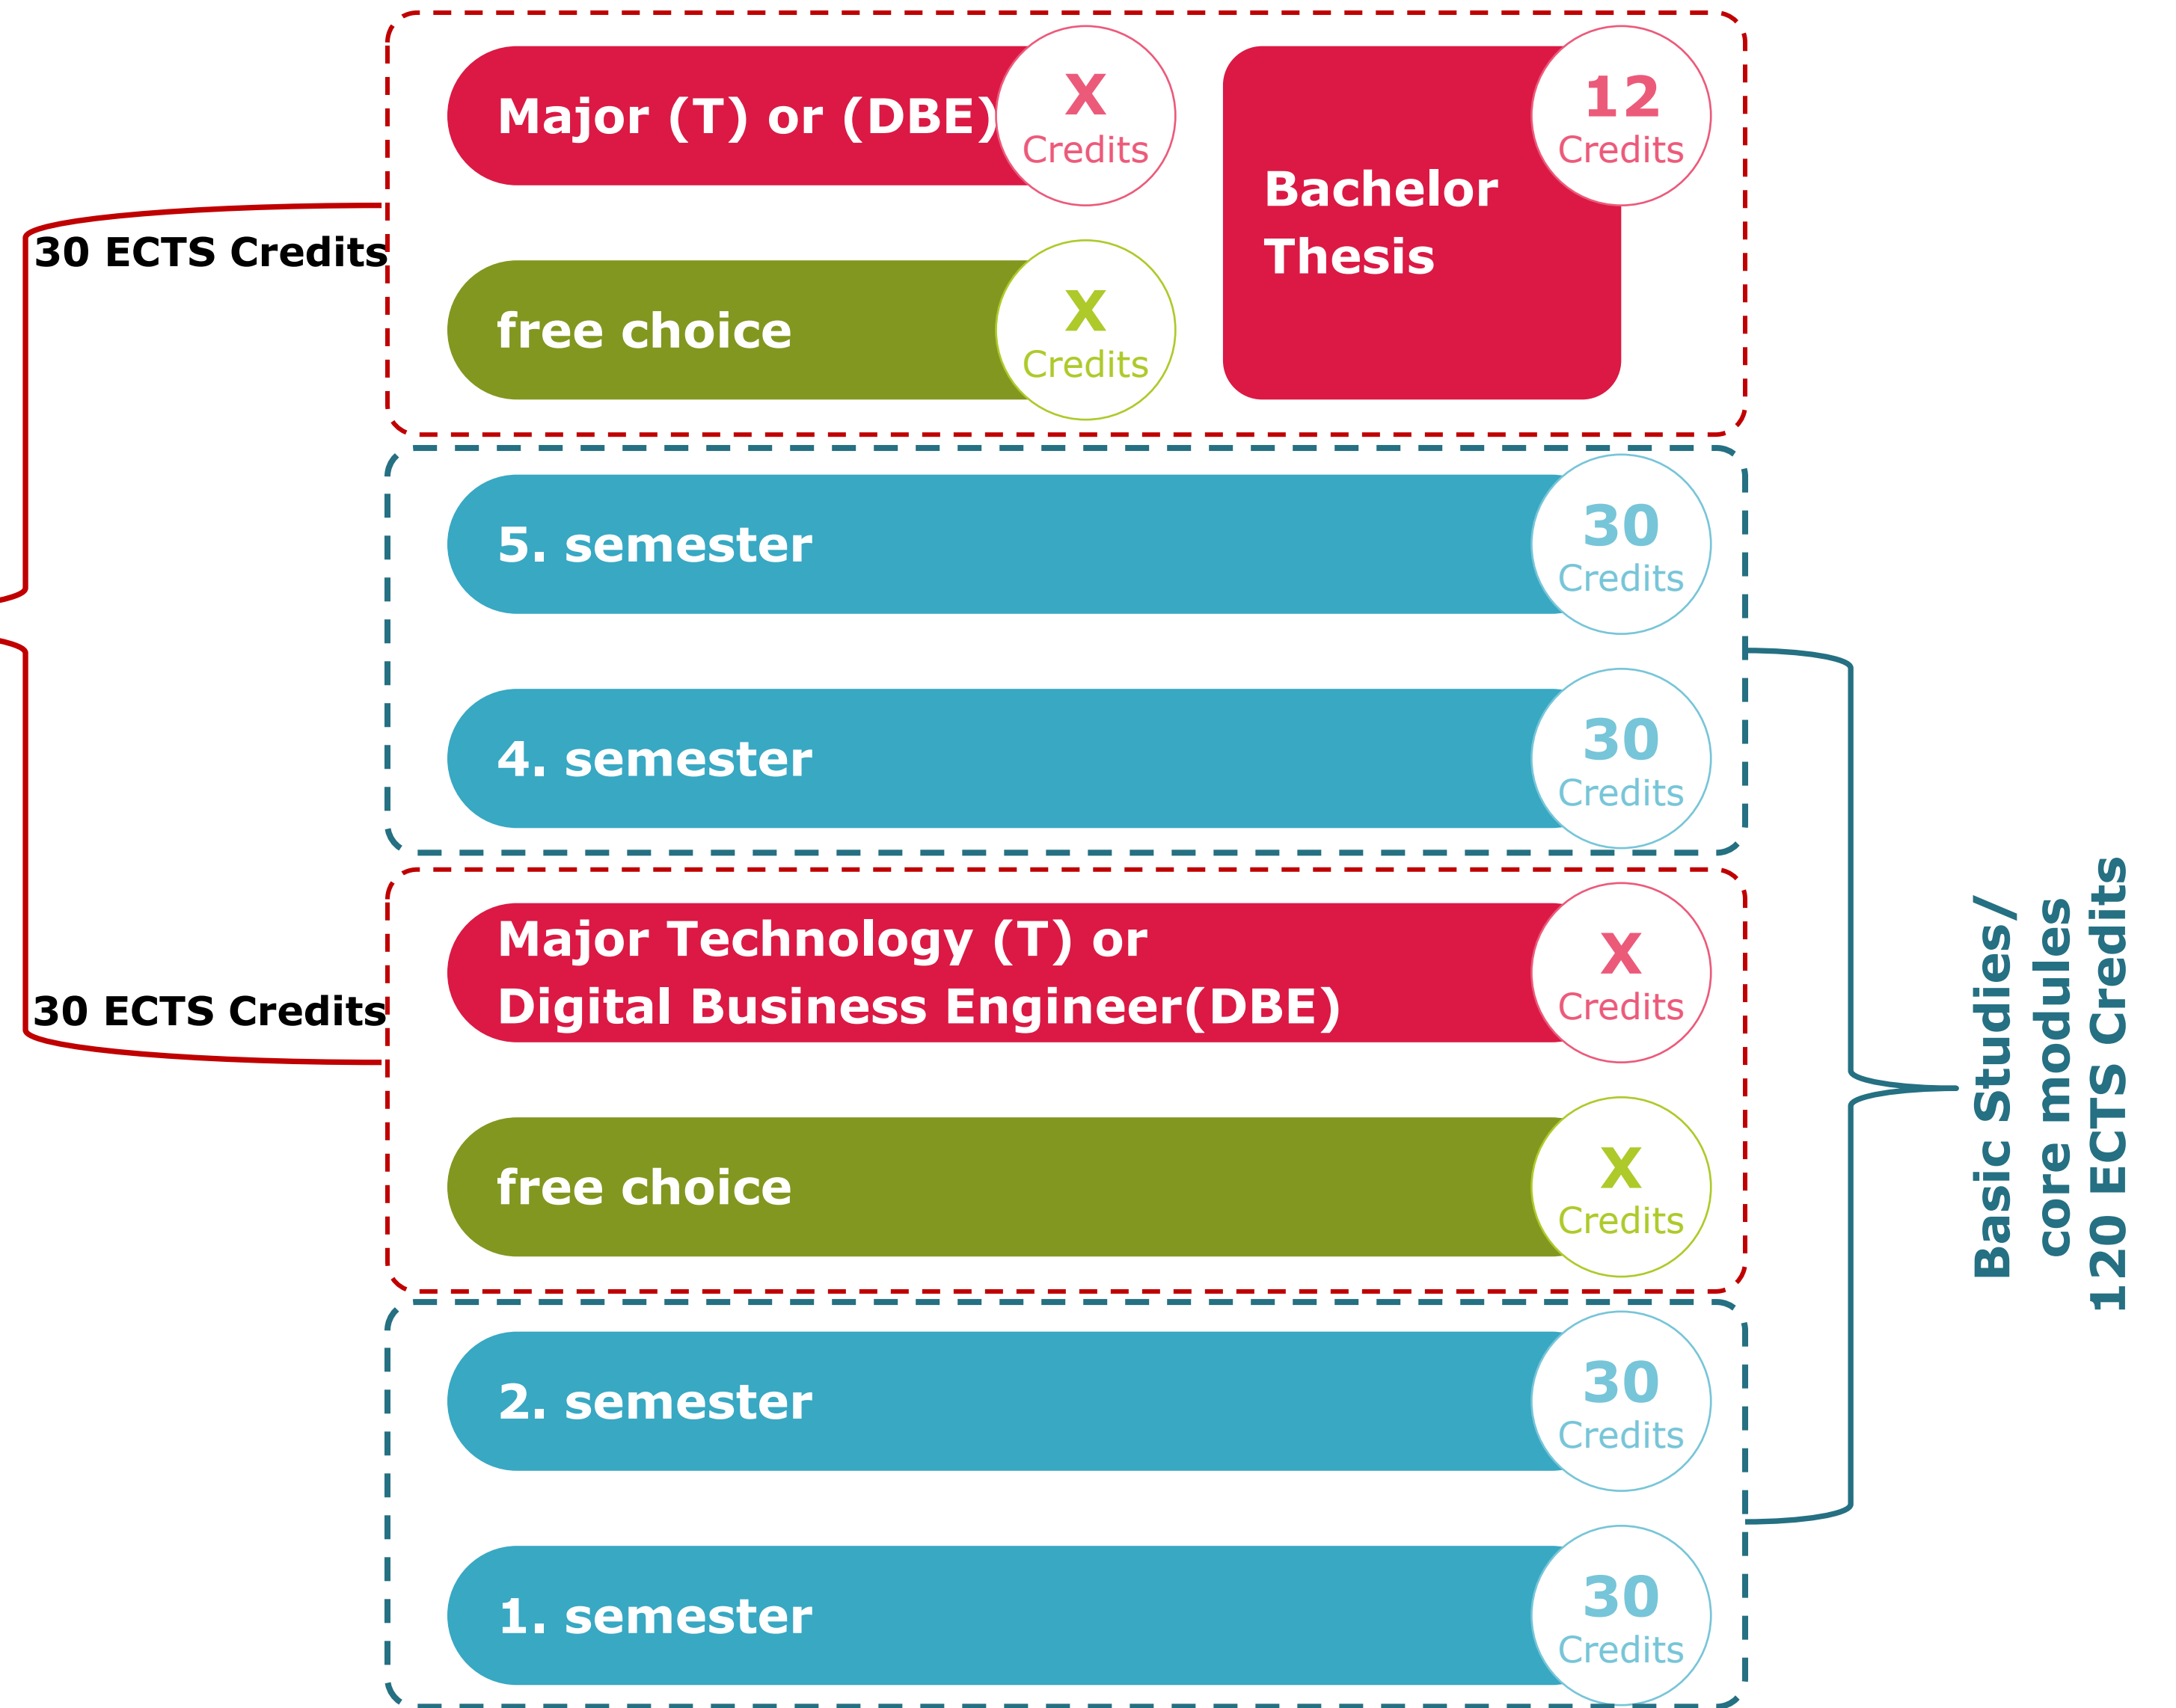 Major (T) or (DBE)
X
Credits
12
Credits
Bachelor
Thesis
30 ECTS Credits
free choice
X
Credits
5. semester
30
Credits
4. semester
30
Credits
Major Technology (T) or
Digital Business Engineer(DBE)
X
Credits
30 ECTS Credits
free choice
X
Credits
Basic Studies/
core modules
120 ECTS Credits
2. semester
30
Credits
1. semester
30
Credits